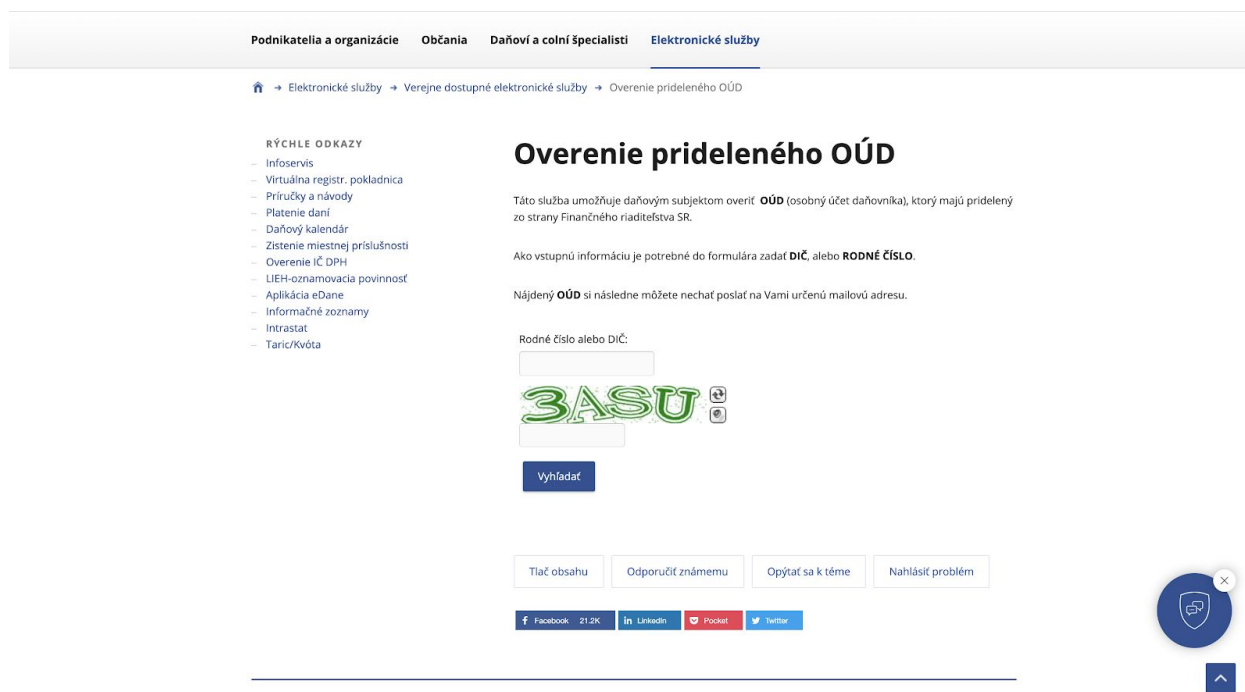 Podnikatelia a organizácie Občania Daňoví a colní špecialisti Elektronické služby
Elektronické služby Verejne dostupné elektronické služby Overenie prideleného OÚD
RÝCHLE ODKAZY
Infoservis
Virtuálna registr. pokladnica
Príručky a návody
Platenie daní
Daňový kalendár
Zistenie miestnej príslušnosti
Overenie IČ DPH
LIEH-oznamovacia povinnosť
Aplikácia eDane
Informačné zoznamy
Intrastat
Taric/Kvóta
Overenie prideleného OÚD
Táto služba umožňuje daňovým subjektom overiť OÚD (osobný účet daňovníka), ktorý majú pridelený
zo strany Finančného riaditeľstva SR.
Ako vstupnú informáciu je potrebné do formulára zadať DIČ, alebo RODNÉ ČÍSLO.
Nájdený OÚD si následne môžete nechať poslať na Vami určenú mailovú adresu.
Rodné číslo alebo DIČ:
3ASU
Vyhľadať
Tlač obsahu Odporučiť známemu Opýtať sa k téme Nahlásiť problém
Facebook 21.2K LinkedIn Pocket Twitter